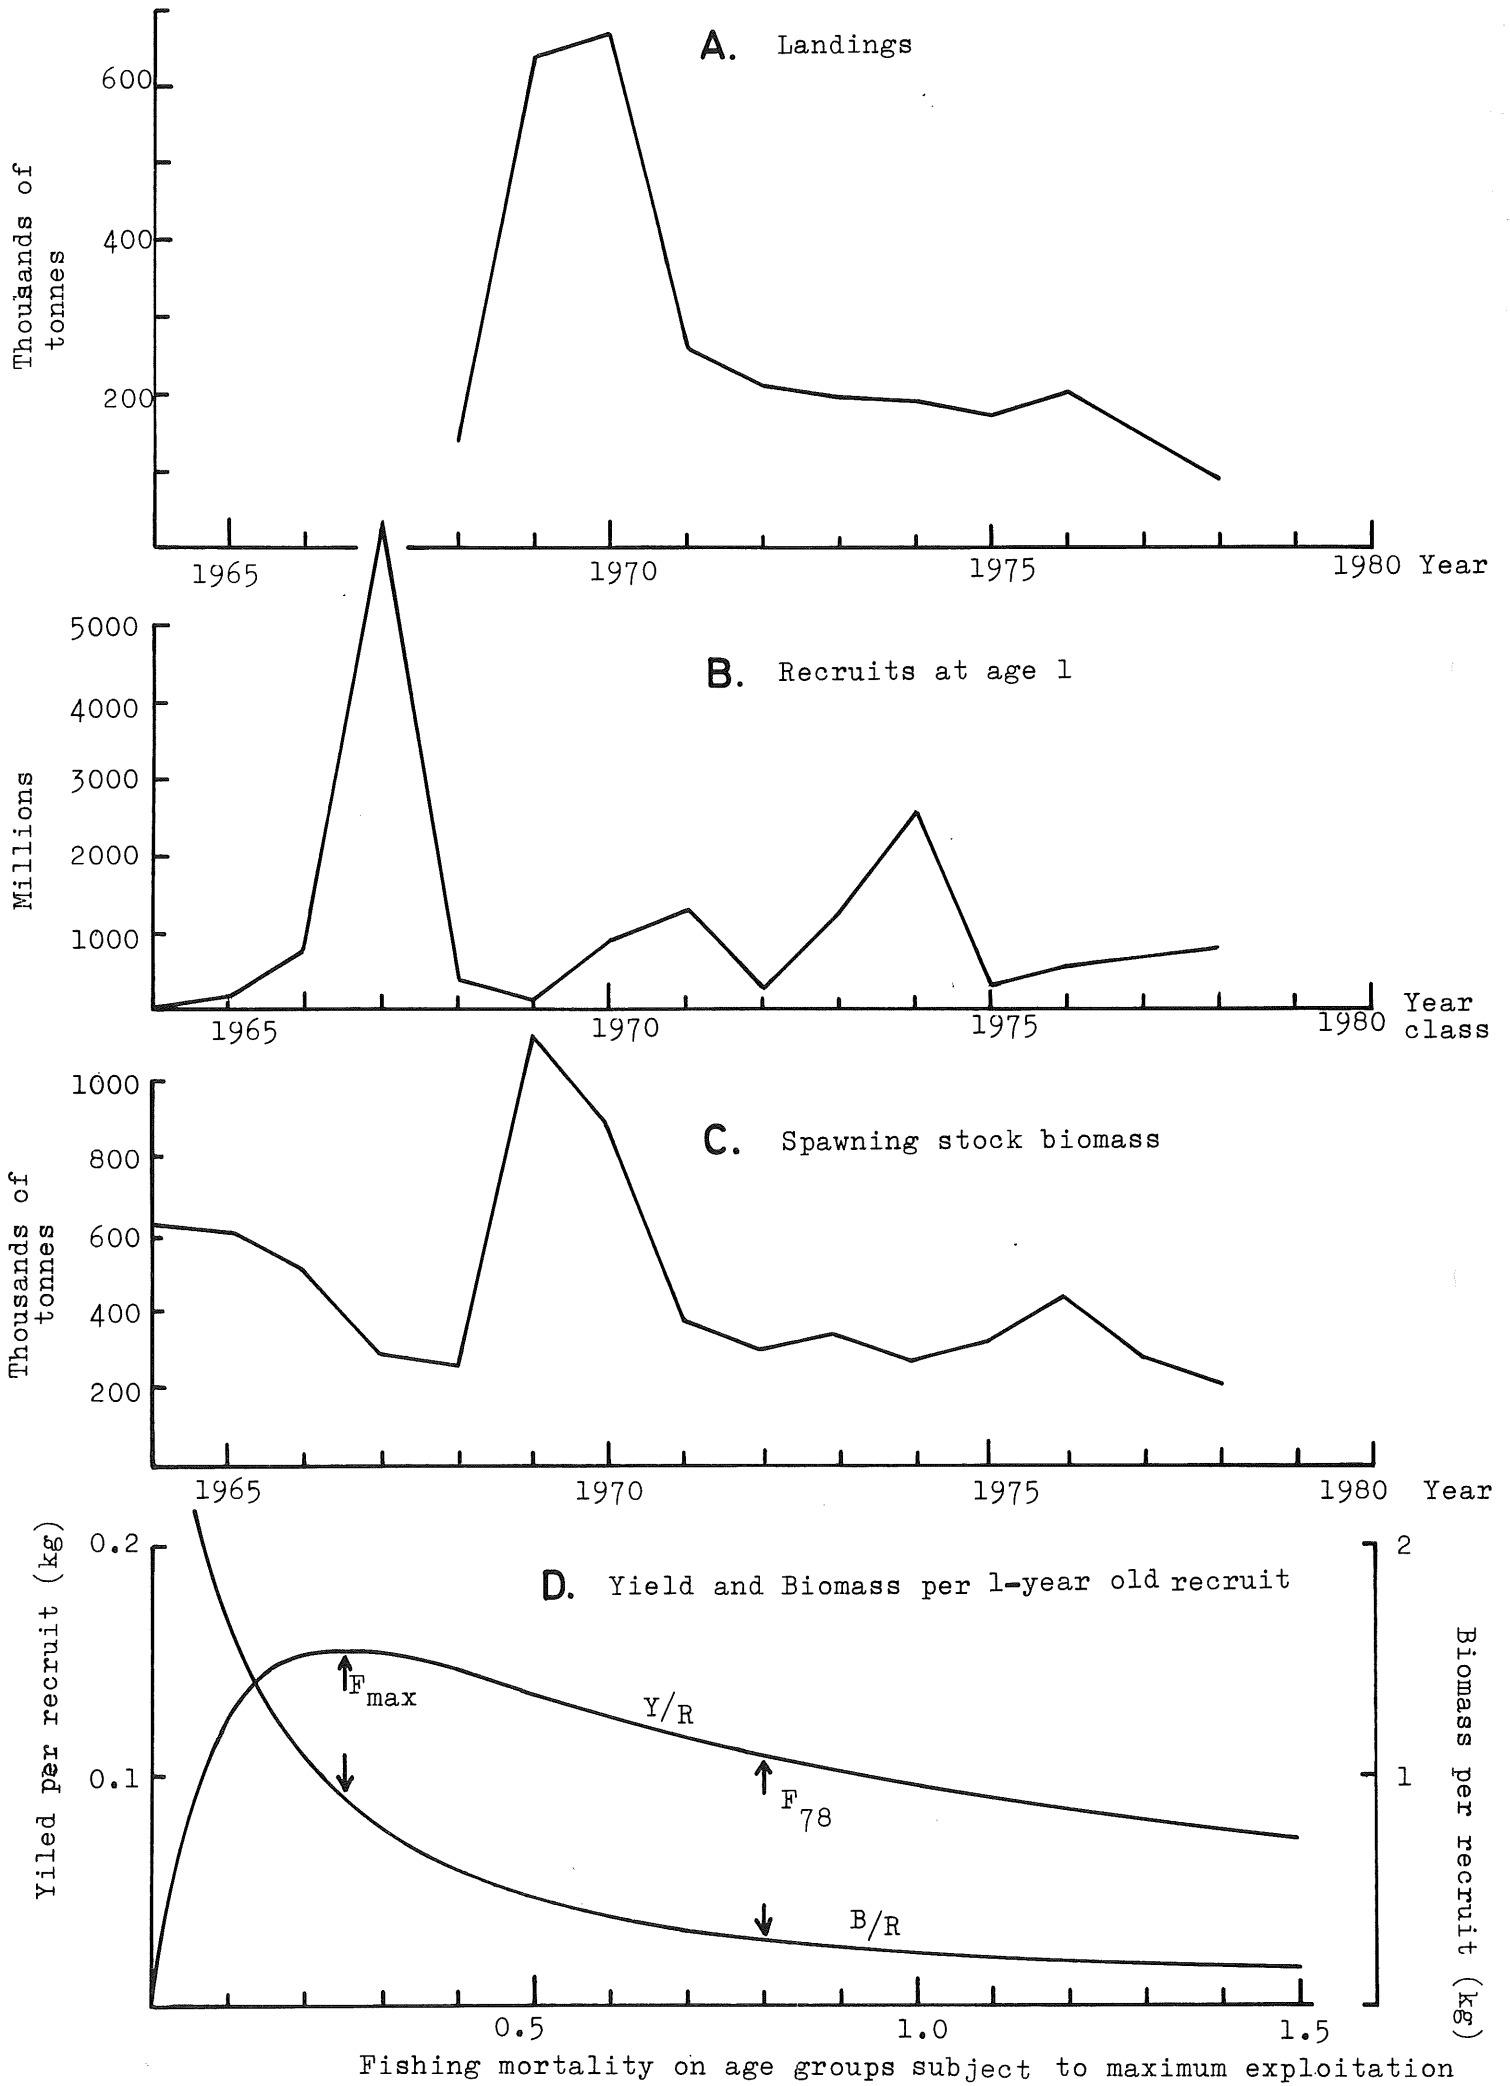 A. Landings
600
400
200
Thousands of
tonnes
1965 1970 1975 1980 Year
B. Recruits at age 1
5000
4000
3000
2000
1000
Millions
1965 1970 1975 1980 Year
class
C. Spawning stock biomass
1000
800
600
400
200
Thousands of
tonnes
1965 1970 1975 1980 Year
D. Yield and Biomass per 1-year old recruit
0.2
0.1
Yiled per recruit (kg)
2
1
Biomass per recruit (kg)
Fmax
Y/R
F78
B/R
0.5 1.0 1.5
Fishing mortality on age groups subject to maximum exploitation